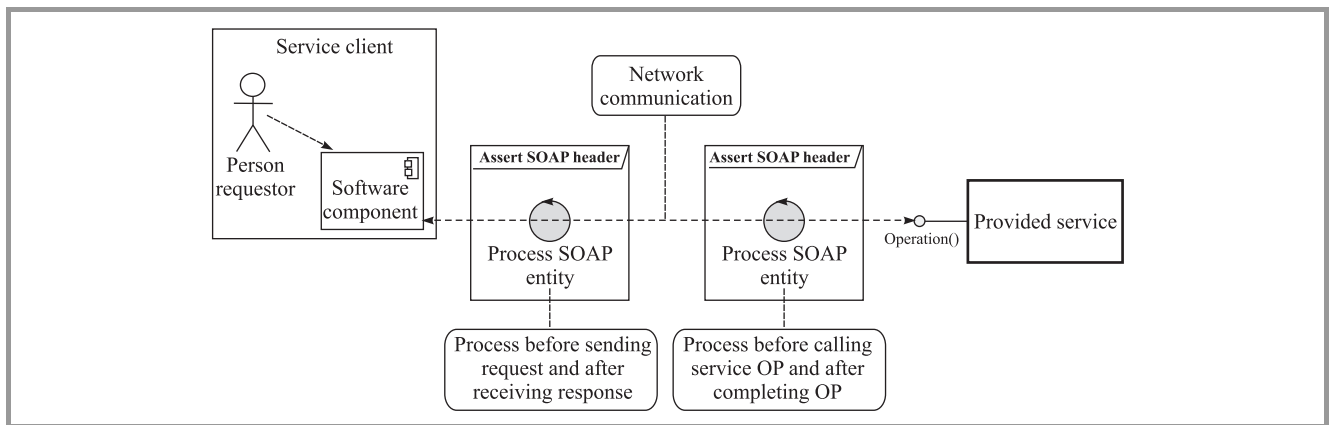 Service client
Person
requestor
Software
component
Network
communication
Assert SOAP header
Process SOAP
entity
Assert SOAP header
Process SOAP
entity
Operation()
Provided service
Process before sending
request and after
receiving response
Process before calling
service OP and after
completing OP